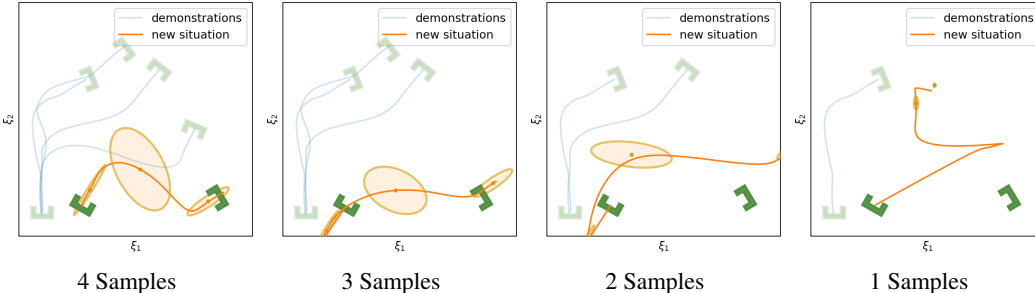 demonstrations
new situation
ξ₂
ξ₁
4 Samples
demonstrations
new situation
ξ₂
ξ₁
3 Samples
demonstrations
new situation
ξ₂
ξ₁
2 Samples
demonstrations
new situation
ξ₂
ξ₁
1 Samples